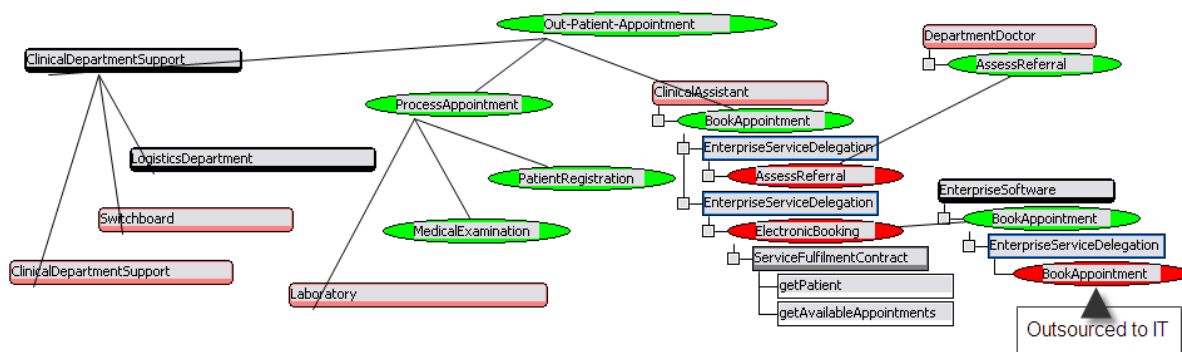 Out-Patient-Appointment
DepartmentDoctor
ClinicalDepartmentSupport
AssessReferral
ClinicalAssistant
ProcessAppointment
BookAppointment
EnterpriseServiceDelegation
LogisticsDepartment
PatientRegistration
AssessReferral
EnterpriseSoftware
EnterpriseServiceDelegation
Switchboard
BookAppointment
MedicalExamination
ElectronicBooking
EnterpriseServiceDelegation
ServiceFulfilmentContract
ClinicalDepartmentSupport
BookAppointment
getPatient
Laboratory
getAvailableAppointments
Outsourced to IT